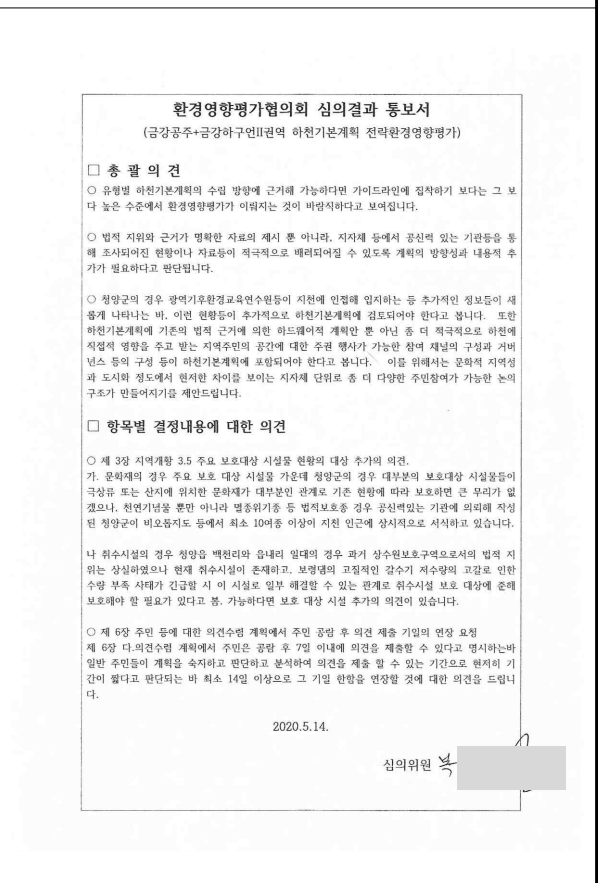 환경영향평가협의회 심의결과 통보서
(금강공주+금강하구언II권역 하천기본계획 전략환경영향평가)
□ 총 괄 의 견
○ 유형별 하천기본계획의 수립 방향에 근거해 가능하다면 가이드라인에 집착하기 보다는 그 보
다 높은 수준에서 환경영향평가가 이뤄지는 것이 바람직하다고 보여집니다.
○ 법적 지위와 근거가 명확한 자료의 제시 뿐 아니라, 지자체 등에서 공신력 있는 기관등을 통
해 조사되어진 현황이나 자료등이 적극적으로 배려되어질 수 있도록 계획의 방향성과 내용적 추
가가 필요하다고 판단됩니다.
○ 청양군의 경우 광역기후환경교육연수원등이 지천에 인접해 입지하는 등 추가적인 정보들이 새
롭게 나타나는 바, 이런 현황등이 추가적으로 하천기본계획에 검토되어야 한다고 봅니다. 또한
하천기본계획에 기존의 법적 근거에 의한 하드웨어적 계획안 뿐 아닌 좀 더 적극적으로 하천에
직접적 영향을 주고 받는 지역주민의 공간에 대한 주권 행사가 가능한 참여 채널의 구성과 거버
넌스 등의 구성 등이 하천기본계획에 포함되어야 한다고 봅니다. 이를 위해서는 문화적 지역성
과 도시화 정도에서 현저한 차이를 보이는 지자체 단위로 좀 더 다양한 주민참여가 가능한 논의
구조가 만들어지기를 제안드립니다.
□ 항목별 결정내용에 대한 의견
○ 제 3장 지역개황 3.5 주요 보호대상 시설물 현황의 대상 추가의 의견.
가. 문화재의 경우 주요 보호 대상 시설물 가운데 청양군의 경우 대부분의 보호대상 시설물들이
극상류 또는 산지에 위치한 문화재가 대부분인 관계로 기존 현황에 따라 보호하면 큰 무리가 없
겠으나, 천연기념물 뿐만 아니라 멸종위기종 등 법적보호종 경우 공신력있는 기관에 의뢰해 작성
된 청양군이 비오톱지도 등에서 최소 10여종 이상이 지천 인근에 상시적으로 서식하고 있습니다.
나 취수시설의 경우 청양읍 백천리와 읍내리 일대의 경우 과거 상수원보호구역으로서의 법적 지
위는 상실하였으나 현재 취수시설이 존재하고, 보령댐의 고질적인 갈수기 저수량의 고갈로 인한
수량 부족 사태가 긴급할 시 이 시설로 일부 해결할 수 있는 관계로 취수시설 보호 대상에 준해
보호해야 할 필요가 있다고 봄. 가능하다면 보호 대상 시설 추가의 의견이 있습니다.
○ 제 6장 주민 등에 대한 의견수렴 계획에서 주민 공람 후 의견 제출 기일의 연장 요청
제 6장 다.의견수렴 계획에서 주민은 공람 후 7일 이내에 의견을 제출할 수 있다고 명시하는바
일반 주민들이 계획을 숙지하고 판단하고 분석하여 의견을 제출 할 수 있는 기간으로 현저히 기
간이 짧다고 판단되는 바 최소 14일 이상으로 그 기일 한함을 연장할 것에 대한 의견을 드립니
다.
2020.5.14.
심의위원